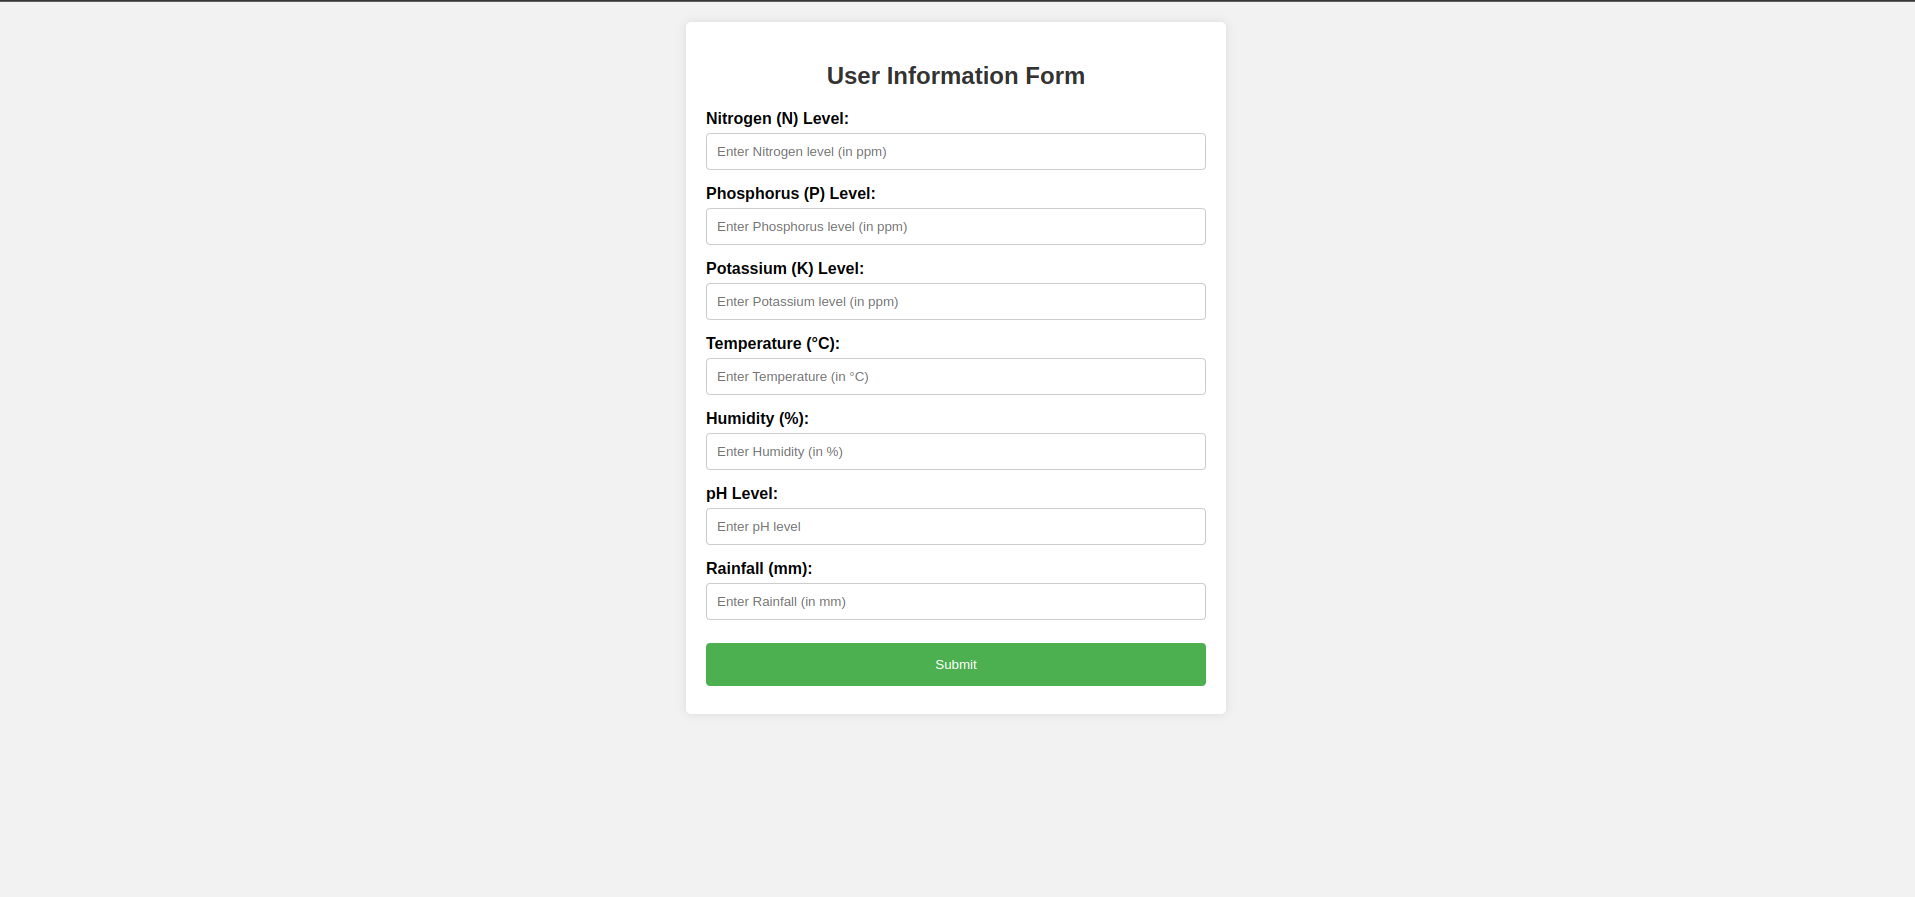 User Information Form
Nitrogen (N) Level:
Enter Nitrogen level (in ppm)
Phosphorus (P) Level:
Enter Phosphorus level (in ppm)
Potassium (K) Level:
Enter Potassium level (in ppm)
Temperature (°C):
Enter Temperature (in °C)
Humidity (%):
Enter Humidity (in %)
pH Level:
Enter pH level
Rainfall (mm):
Enter Rainfall (in mm)
Submit